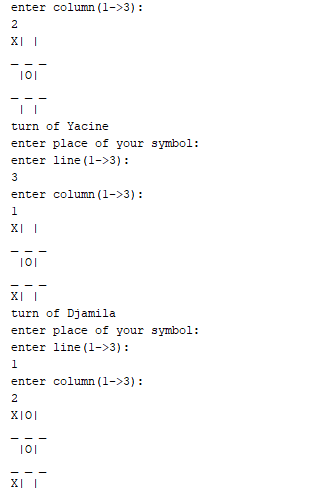 enter column(1->3):
2
X| |
_ _ _
 |O|
_ _ _
 | |
turn of Yacine
enter place of your symbol:
enter line(1->3):
3
enter column(1->3):
1
X| |
_ _ _
 |O|
_ _ _
X| |
turn of Djamila
enter place of your symbol:
enter line(1->3):
1
enter column(1->3):
2
X|O|
_ _ _
 |O|
_ _ _
X| |